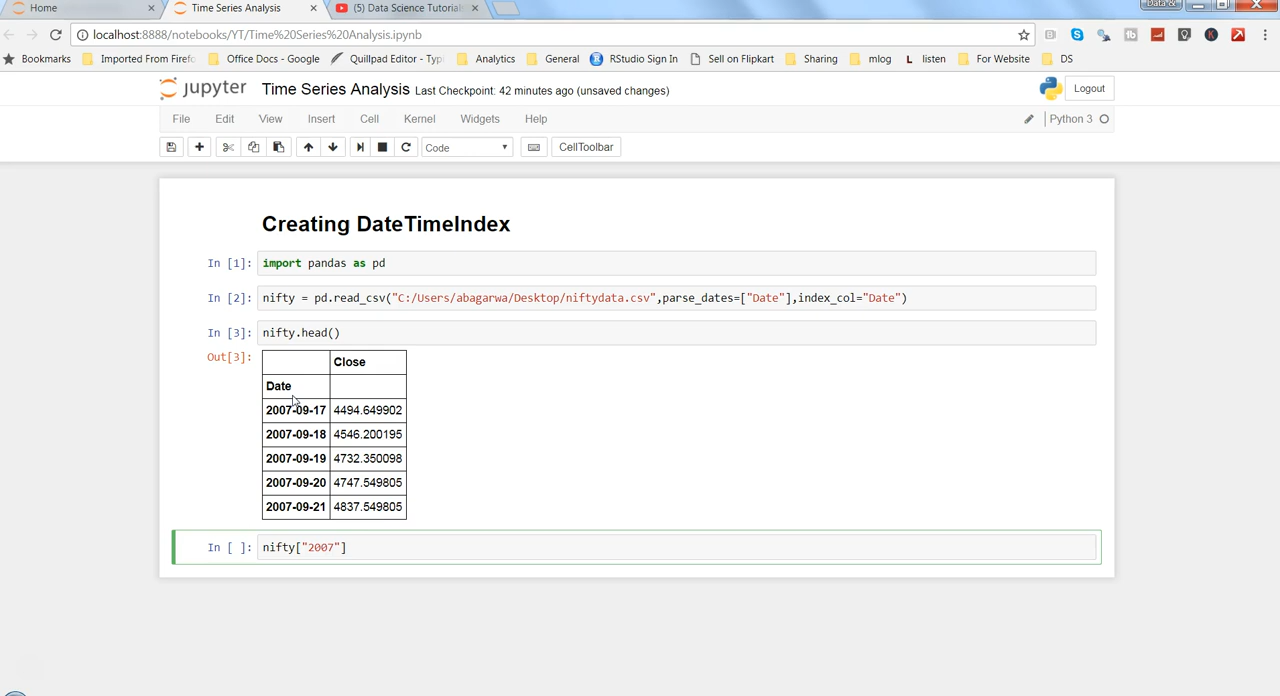 Home
Time Series Analysis
(5) Data Science Tutorials
Data &
localhost:8888/notebooks/YT/Time%20Series%20Analysis.ipynb
Bookmarks Imported From Firefo Office Docs - Google Quillpad Editor - Typi Analytics General RStudio Sign In Sell on Flipkart Sharing mlog L listen For Website DS
jupyter Time Series Analysis Last Checkpoint: 42 minutes ago (unsaved changes) Logout
File Edit View Insert Cell Kernel Widgets Help Python 3
Code CellToolbar
Creating DateTimeIndex
In [1]: import pandas as pd
In [2]: nifty = pd.read_csv("C:/Users/abagarwa/Desktop/niftydata.csv",parse_dates=["Date"],index_col="Date")
In [3]: nifty.head()
Out[3]: Close
Date
2007-09-17 4494.649902
2007-09-18 4546.200195
2007-09-19 4732.350098
2007-09-20 4747.549805
2007-09-21 4837.549805
In [ ]: nifty["2007"]